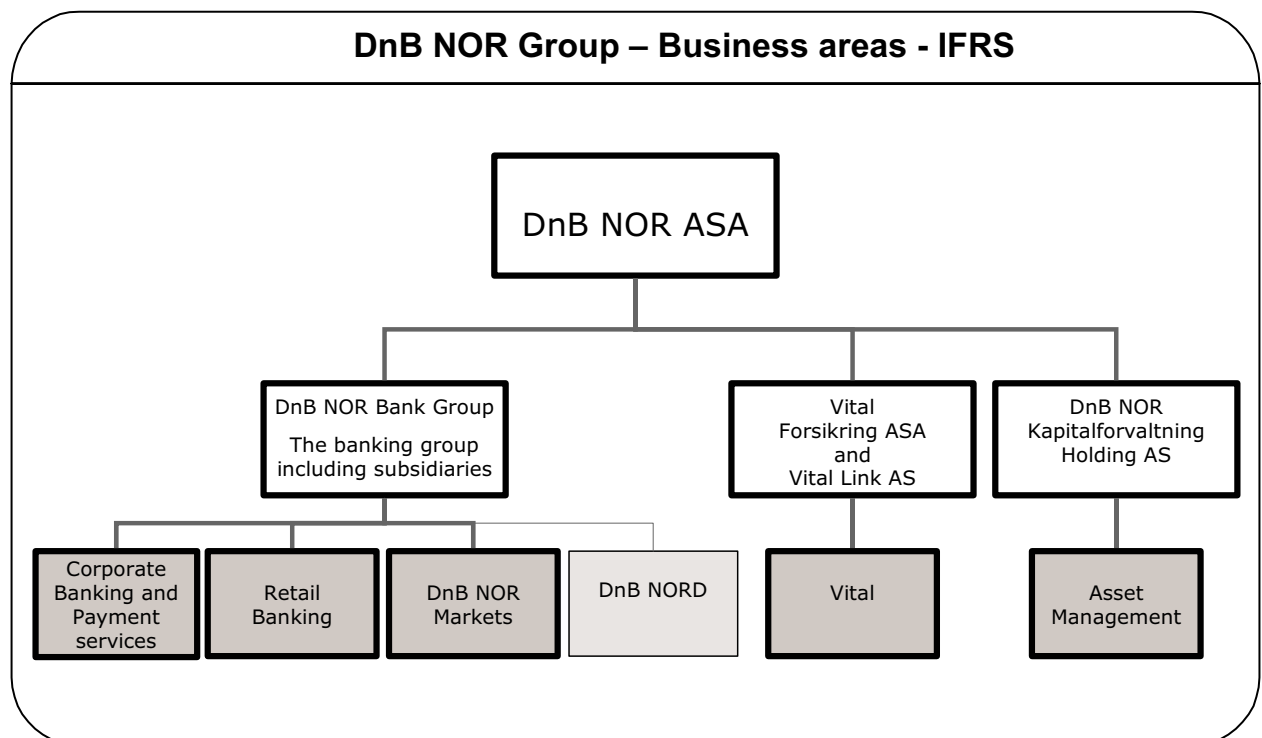 DnB NOR Group – Business areas - IFRS
DnB NOR ASA
DnB NOR Bank Group
The banking group
including subsidiaries
Vital
Forsikring ASA
and
Vital Link AS
DnB NOR
Kapitalforvaltning
Holding AS
Corporate
Banking and
Payment
services
Retail
Banking
DnB NOR
Markets
DnB NORD
Vital
Asset
Management